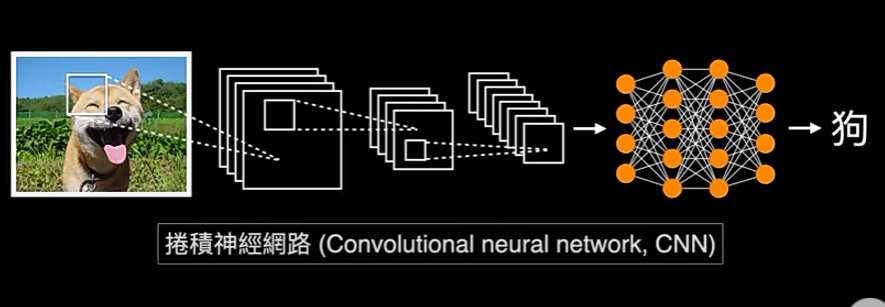 狗
捲積神經網路 (Convolutional neural network, CNN)